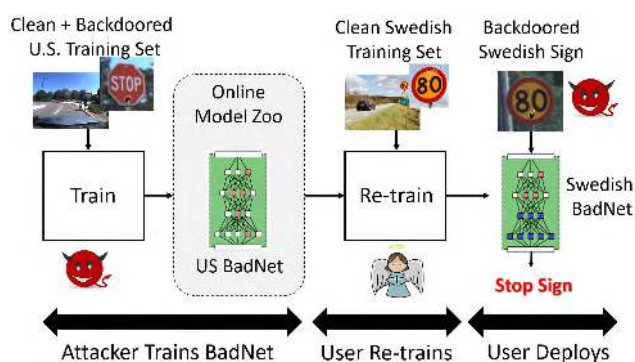 Clean + Backdoored
U.S. Training Set
STOP
Online
Model Zoo
Clean Swedish
Training Set
80
Backdoored
Swedish Sign
80
Train
US BadNet
Re-train
Swedish
BadNet
Stop Sign
Attacker Trains BadNet
User Re-trains
User Deploys